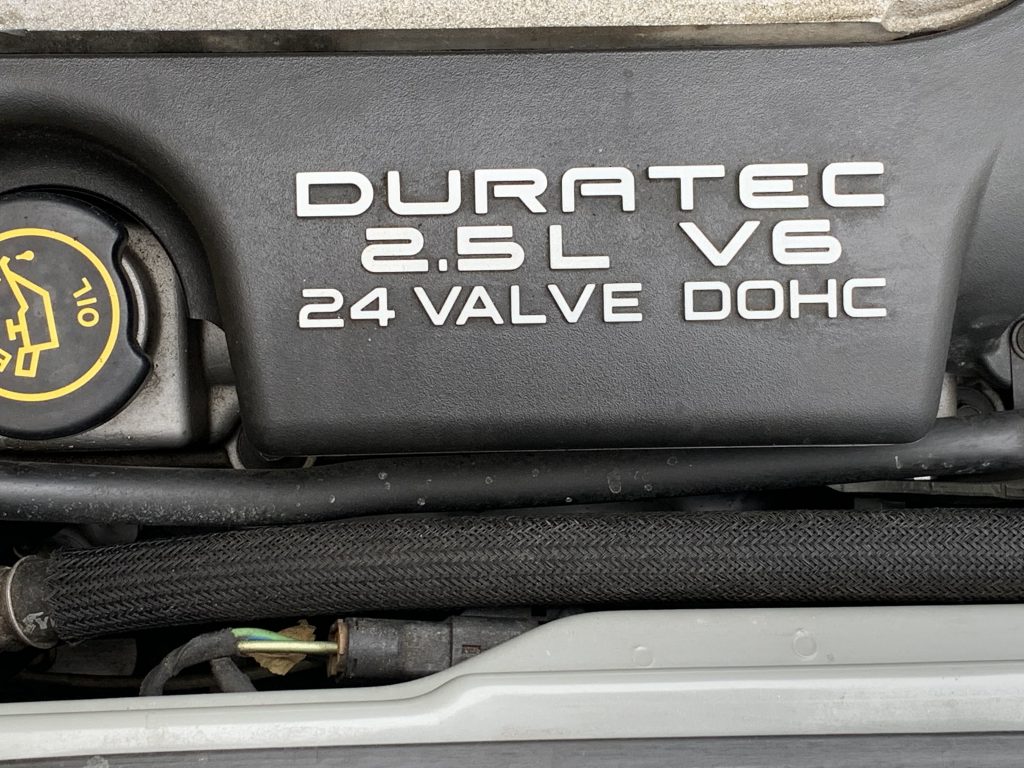 DURATEC
2.5L V6
24 VALVE DOHC
OIL